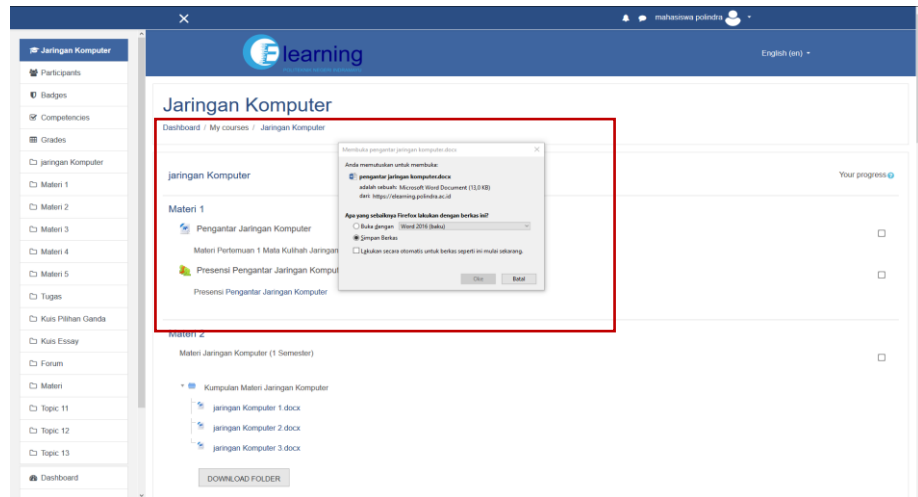 mahasiswa polindra
Elearning
English (en)
Jaringan Komputer
Participants
Badges
Competencies
Grades
jaringan Komputer
Materi 1
Materi 2
Materi 3
Materi 4
Materi 5
Tugas
Kuis Pilihan Ganda
Kuis Essay
Forum
Materi
Topic 11
Topic 12
Topic 13
Dashboard
Jaringan Komputer
Dashboard / My courses / Jaringan Komputer
jaringan Komputer
Your progress
Materi 1
Pengantar Jaringan Komputer
Materi Pertemuan 1 Mata Kulihah Jaringan
Presensi Pengantar Jaringan Komput
Presensi Pengantar Jaringan Komputer
Membuka pengantar jaringan komputer.docx
Anda memutuskan untuk membuka:
pengantar jaringan komputer.docx
adalah sebuah: Microsoft Word Document (13,0 KB)
dari: https://elearning.polindra.ac.id
Apa yang sebaiknya Firefox lakukan dengan berkas ini?
Buka dengan Word 2016 (baku)
Simpan Berkas
Lakukan secara otomatis untuk berkas seperti ini mulai sekarang.
Oke Batal
Materi 2
Materi Jaringan Komputer (1 Semester)
Kumpulan Materi Jaringan Komputer
jaringan Komputer 1.docx
jaringan Komputer 2.docx
jaringan Komputer 3.docx
DOWNLOAD FOLDER